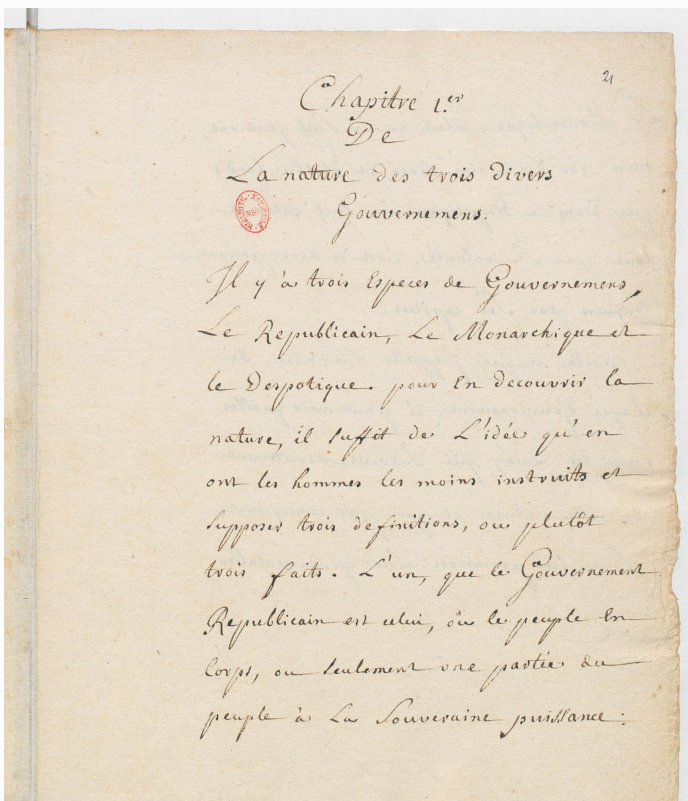 21
Chapitre 1.er
De
La nature des trois divers
Gouvernemens.
Il y'a trois Especes de Gouvernemens,
Le Republicain, Le Monarchique et
le Despotique. pour En decouvrir la
nature, il suffit de L'idée qu'en
ont les hommes les moins instruits et
supposer trois definitions, ou plutôt
trois faits. L'un, que le Gouvernement
Republicain est celui, où le peuple En
Corps, ou seulement une partie du
peuple à La Souveraine puissance: